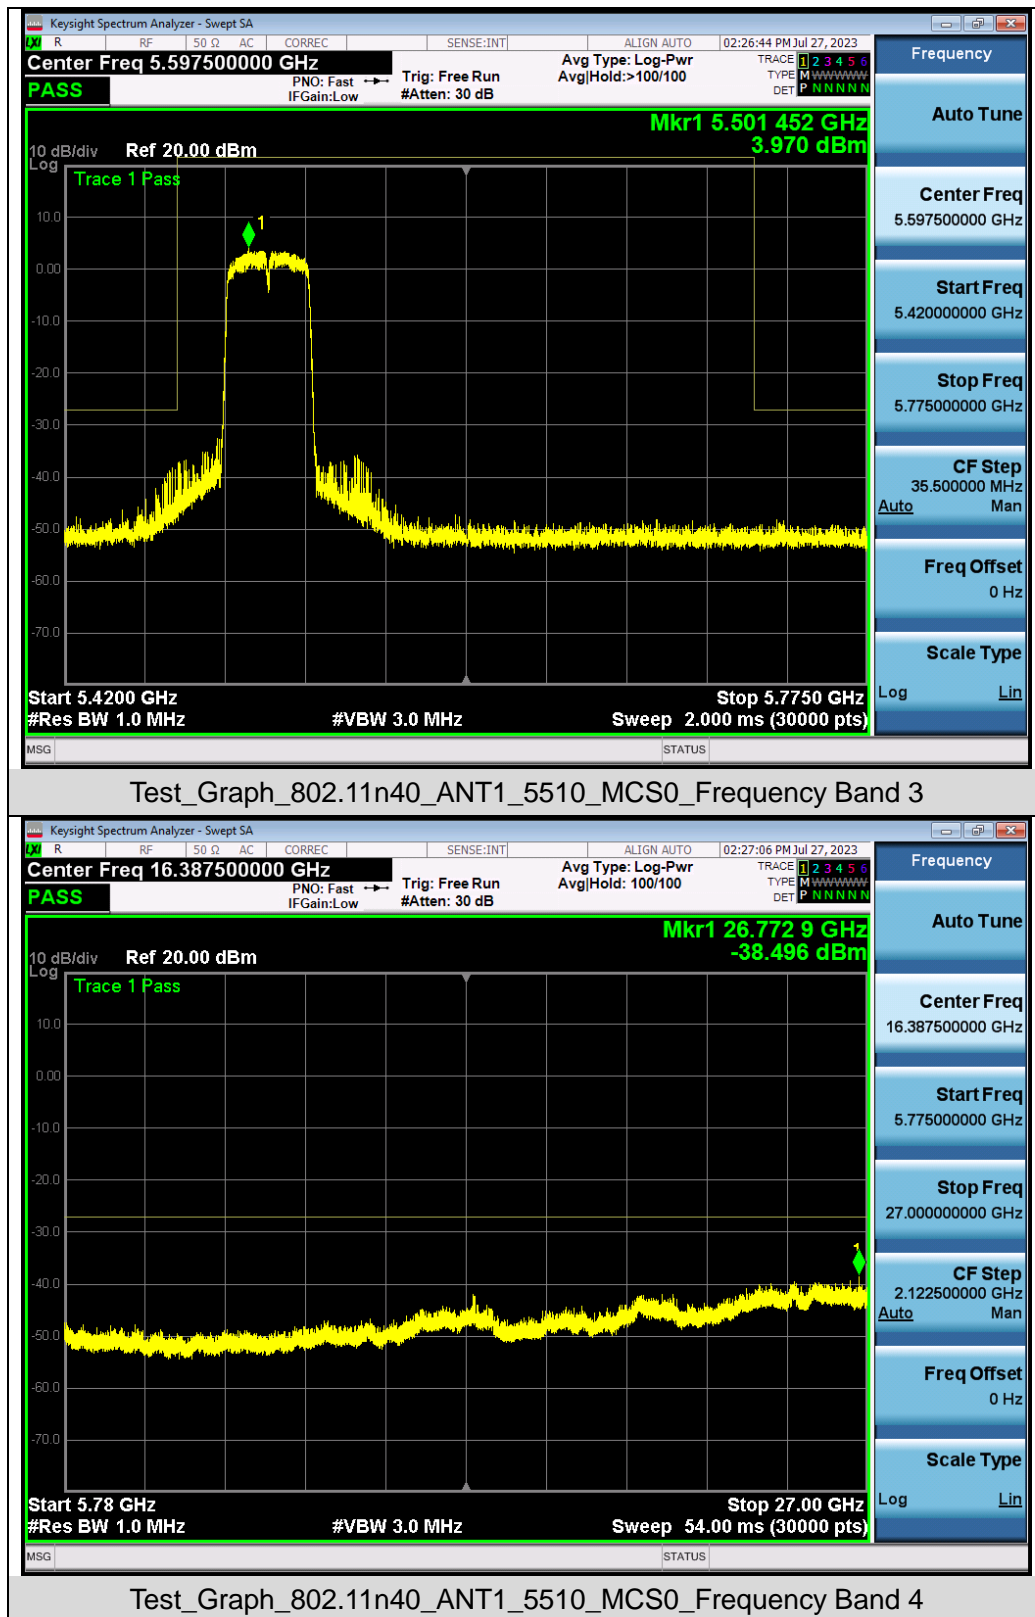 Keysight Spectrum Analyzer - Swept SA
LXI R RF 50 Ω AC CORREC SENSE:INT ALIGN AUTO 02:26:44 PM Jul 27, 2023
Center Freq 5.597500000 GHz
PNO: Fast
IFGain:Low
Trig: Free Run
#Atten: 30 dB
Avg Type: Log-Pwr
Avg|Hold:>100/100
TRACE 1 2 3 4 5 6
TYPE M WWWWW
DET P N N N N N
PASS
Mkr1 5.501 452 GHz
3.970 dBm
10 dB/div Ref 20.00 dBm
Log
Trace 1 Pass
1
10.0
0.00
-10.0
-20.0
-30.0
-40.0
-50.0
-60.0
-70.0
Start 5.4200 GHz Stop 5.7750 GHz
#Res BW 1.0 MHz #VBW 3.0 MHz Sweep 2.000 ms (30000 pts)
MSG STATUS
Frequency
Auto Tune
Center Freq
5.597500000 GHz
Start Freq
5.420000000 GHz
Stop Freq
5.775000000 GHz
CF Step
35.500000 MHz
Auto Man
Freq Offset
0 Hz
Scale Type
Log Lin
Test_Graph_802.11n40_ANT1_5510_MCS0_Frequency Band 3
Keysight Spectrum Analyzer - Swept SA
LXI R RF 50 Ω AC CORREC SENSE:INT ALIGN AUTO 02:27:06 PM Jul 27, 2023
Center Freq 16.387500000 GHz
PNO: Fast
IFGain:Low
Trig: Free Run
#Atten: 30 dB
Avg Type: Log-Pwr
Avg|Hold: 100/100
TRACE 1 2 3 4 5 6
TYPE M WWWWW
DET P N N N N N
PASS
Mkr1 26.772 9 GHz
-38.496 dBm
10 dB/div Ref 20.00 dBm
Log
Trace 1 Pass
1
10.0
0.00
-10.0
-20.0
-30.0
-40.0
-50.0
-60.0
-70.0
Start 5.78 GHz Stop 27.00 GHz
#Res BW 1.0 MHz #VBW 3.0 MHz Sweep 54.00 ms (30000 pts)
MSG STATUS
Frequency
Auto Tune
Center Freq
16.387500000 GHz
Start Freq
5.775000000 GHz
Stop Freq
27.000000000 GHz
CF Step
2.122500000 GHz
Auto Man
Freq Offset
0 Hz
Scale Type
Log Lin
Test_Graph_802.11n40_ANT1_5510_MCS0_Frequency Band 4